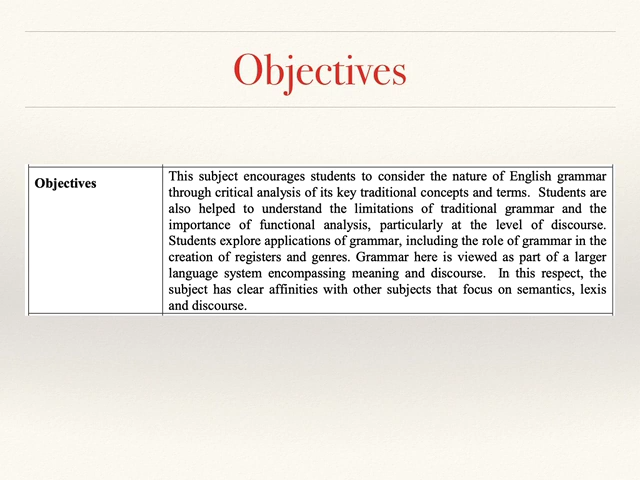 Objectives
Objectives
This subject encourages students to consider the nature of English grammar
through critical analysis of its key traditional concepts and terms. Students are
also helped to understand the limitations of traditional grammar and the
importance of functional analysis, particularly at the level of discourse.
Students explore applications of grammar, including the role of grammar in the
creation of registers and genres. Grammar here is viewed as part of a larger
language system encompassing meaning and discourse. In this respect, the
subject has clear affinities with other subjects that focus on semantics, lexis
and discourse.